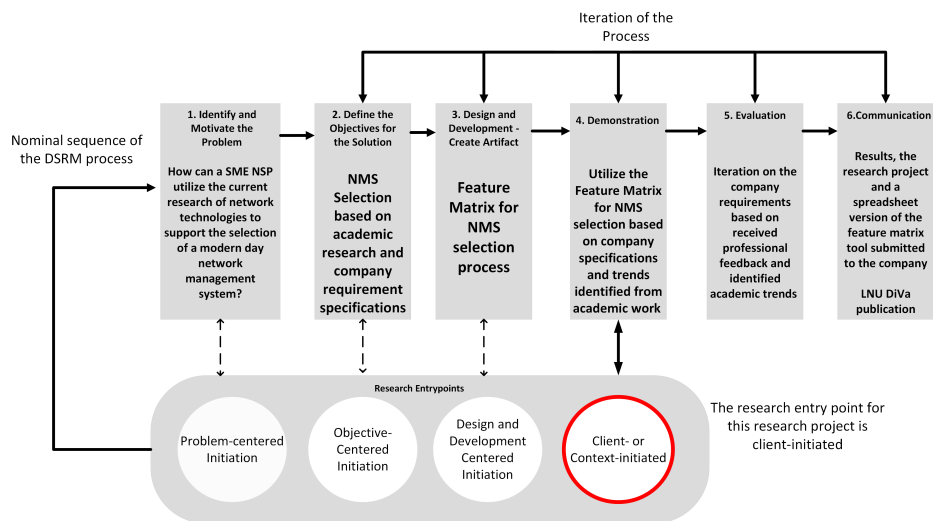 Iteration of the
Process
Nominal sequence of
the DSRM process
1. Identify and
Motivate the
Problem
How can a SME NSP
utilize the current
research of network
technologies to
support the selection
of a modern day
network
management
system?
2. Define the
Objectives for
the Solution
NMS
Selection
based on
academic
research and
company
requirement
specifications
3. Design and
Development -
Create Artifact
Feature
Matrix for
NMS
selection
process
4. Demonstration
Utilize the
Feature Matrix
for NMS
selection based
on company
specifications
and trends
identified from
academic work
5. Evaluation
Iteration on the
company
requirements
based on
received
professional
feedback and
identified
academic trends
6.Communication
Results, the
research project
and a
spreadsheet
version of the
feature matrix
tool submitted
to the company
LNU DiVa
publication
Research Entrypoints
Problem-centered
Initiation
Objective-
Centered
Initiation
Design and
Development
Centered
Initiation
Client- or
Context-initiated
The research entry point for
this research project is
client-initiated